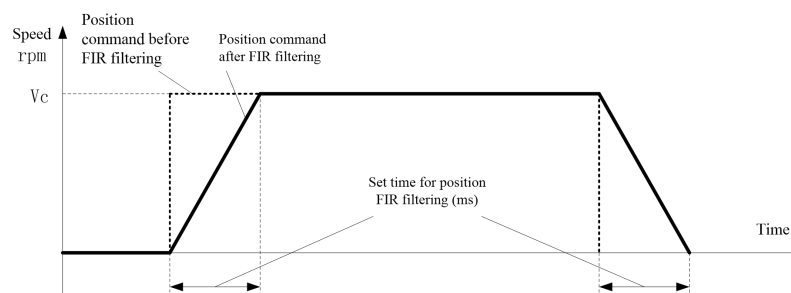 Position
command before
FIR filtering
Speed
rpm
Position command
after FIR filtering
Vc
Set time for position
FIR filtering (ms)
Time